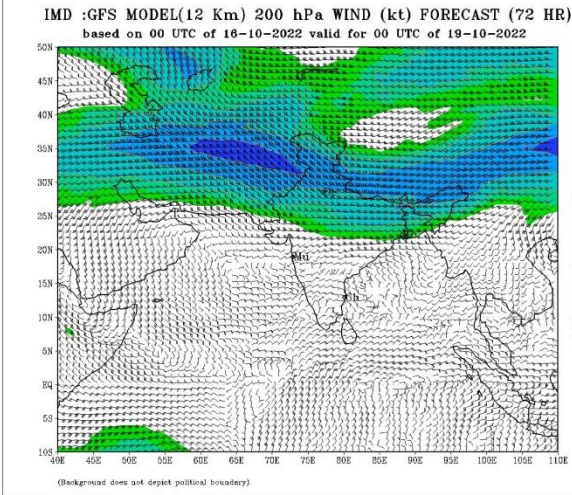 IMD :GFS MODEL(12 Km) 200 hPa WIND (kt) FORECAST (72 HR)
based on 00 UTC of 16-10-2022 valid for 00 UTC of 19-10-2022
50N
45N
40N
35N
30N
25N
20N
15N
10N
5N
EQ
5S
10S
Mu
Ch
40E 45E 50E 55E 60E 65E 70E 75E 80E 85E 90E 95E 100E 105E 110E
(Background does not depict political boundary)